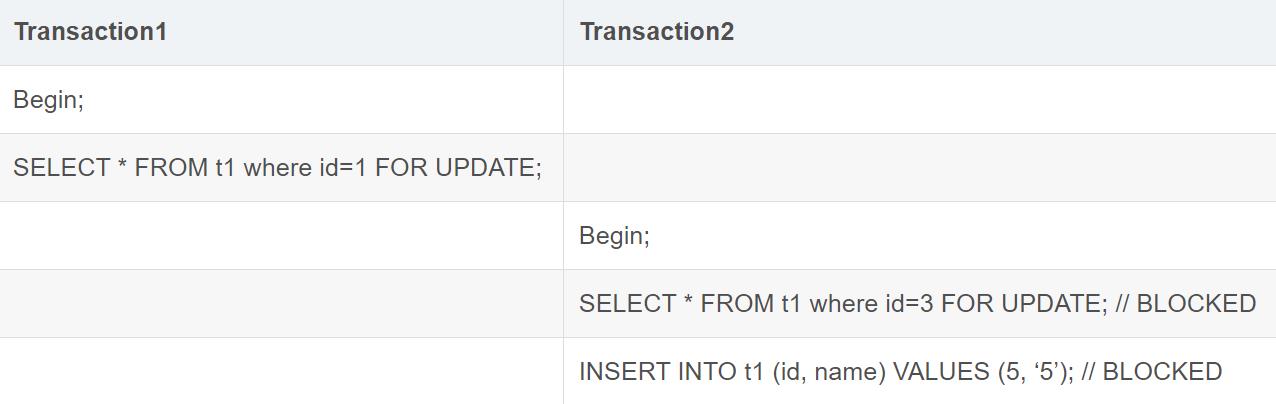 Transaction1 Transaction2
Begin;
SELECT * FROM t1 where id=1 FOR UPDATE;
Begin;
SELECT * FROM t1 where id=3 FOR UPDATE; // BLOCKED
INSERT INTO t1 (id, name) VALUES (5, ‘5’); // BLOCKED